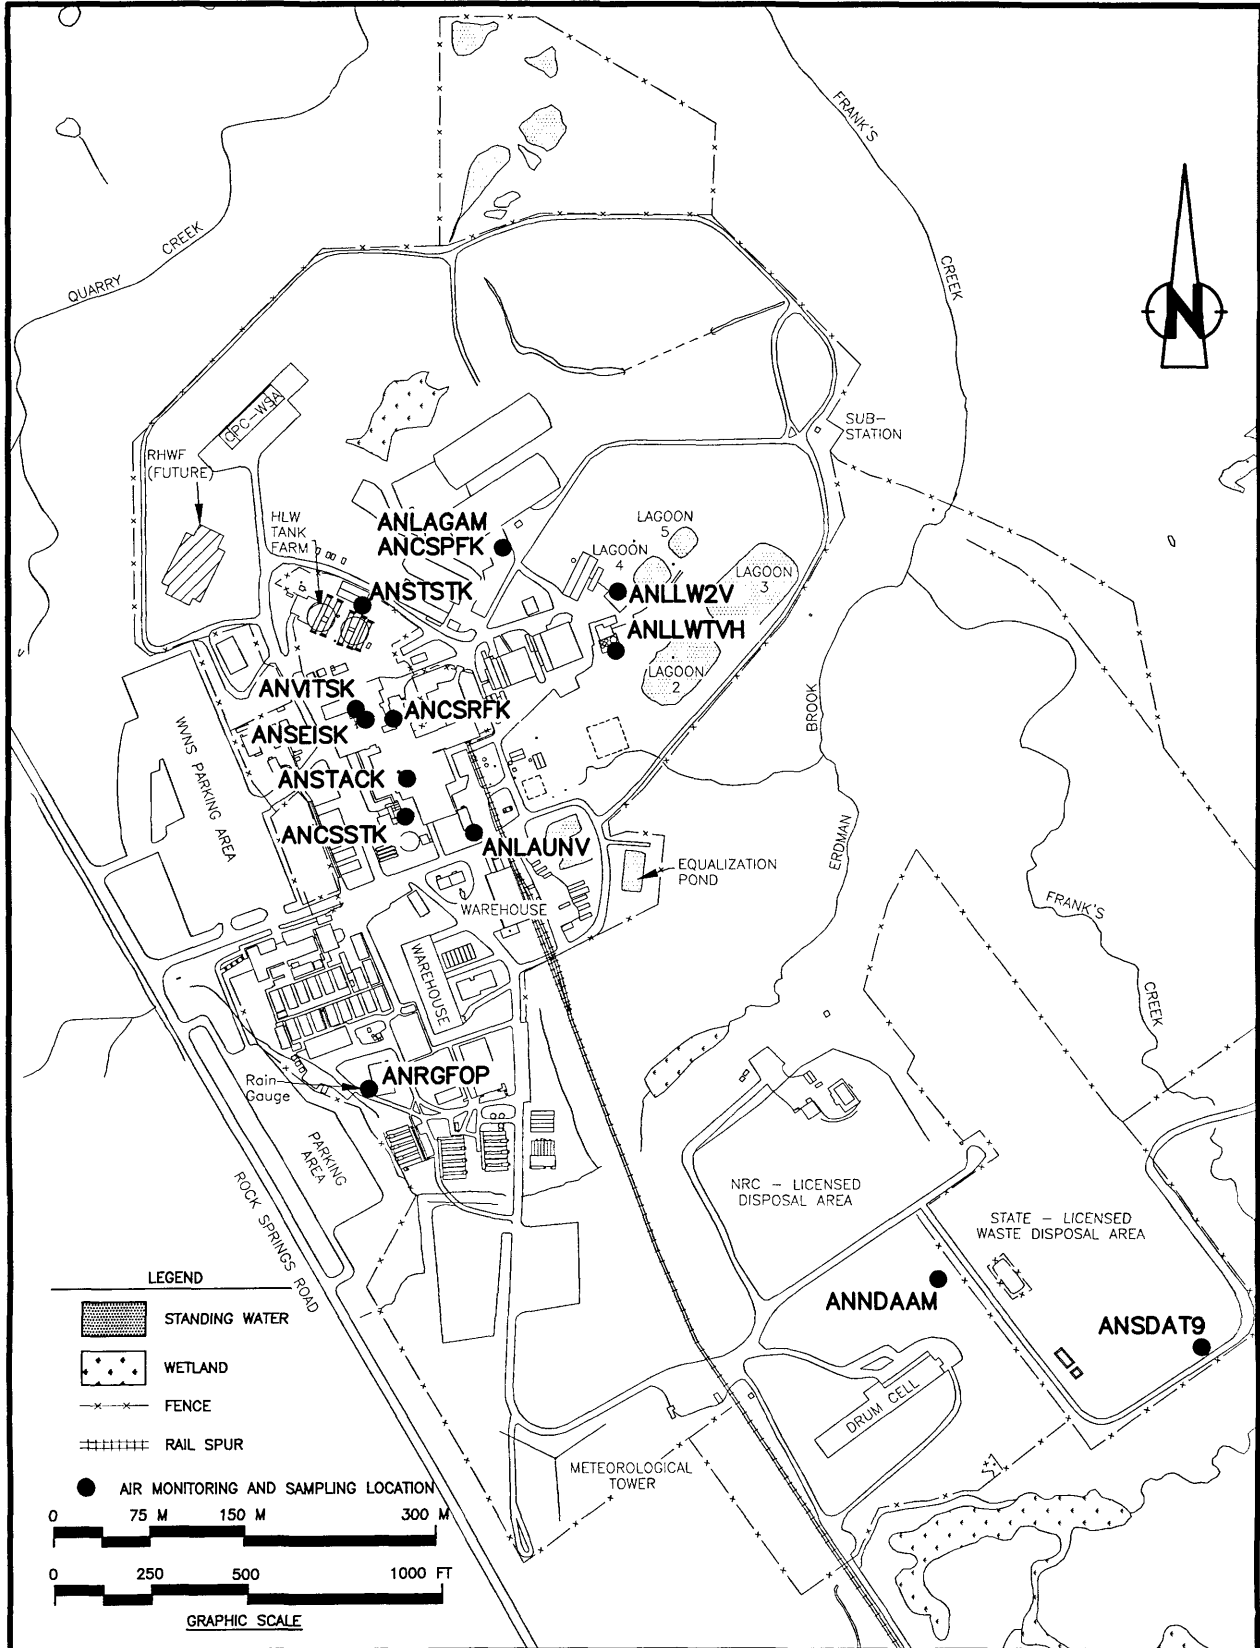 FRANK'S
CREEK
QUARRY
CREEK
N
SUB-
STATION
CPC-WSA
RHWF
(FUTURE)
HLW
TANK
FARM
ANLAGAM
ANCSPFK
LAGOON
5
LAGOON
4
LAGOON
3
ANSTSTK
ANLLW2V
ANLLWTVH
LAGOON
2
ANVITSK
ANCSRFK
ANSEISK
BROOK
WVNS PARKING AREA
ANSTACK
ANCSSTK
ANLAUNV
ERDMAN
EQUALIZATION
POND
WAREHOUSE
FRANK'S
CREEK
WAREHOUSE
Rain
Gauge
ANRGFOP
PARKING
AREA
ROCK SPRINGS ROAD
NRC - LICENSED
DISPOSAL AREA
STATE - LICENSED
WASTE DISPOSAL AREA
ANNDAAM
ANSDAT9
DRUM CELL
METEOROLOGICAL
TOWER
LEGEND
STANDING WATER
WETLAND
FENCE
RAIL SPUR
AIR MONITORING AND SAMPLING LOCATION
0 75 M 150 M 300 M
0 250 500 1000 FT
GRAPHIC SCALE